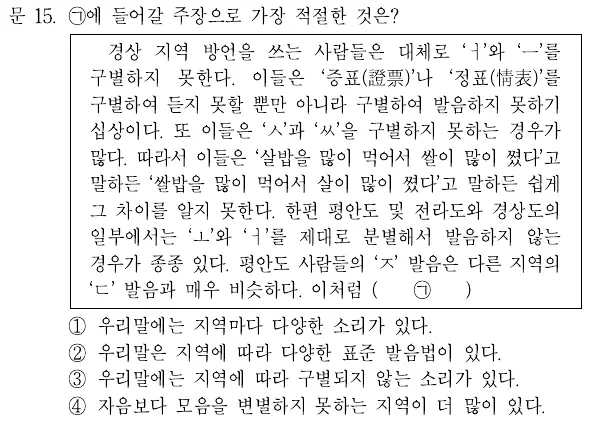 문 15. ㉠에 들어갈 주장으로 가장 적절한 것은?
경상 지역 방언을 쓰는 사람들은 대체로 'ㅓ'와 'ㅡ'를
구별하지 못한다. 이들은 '증표(證票)'나 '정표(情表)'를
구별하여 듣지 못할 뿐만 아니라 구별하여 발음하지 못하기
십상이다. 또 이들은 'ㅅ'과 'ㅆ'을 구별하지 못하는 경우가
많다. 따라서 이들은 '살밥을 많이 먹어서 쌀이 많이 쪘다'고
말하든 '쌀밥을 많이 먹어서 살이 많이 쪘다'고 말하든 쉽게
그 차이를 알지 못한다. 한편 평안도 및 전라도와 경상도의
일부에서는 'ㅗ'와 'ㅓ'를 제대로 분별해서 발음하지 않는
경우가 종종 있다. 평안도 사람들의 'ㅈ' 발음은 다른 지역의
'ㄷ' 발음과 매우 비슷하다. 이처럼 ( ㉠ )
① 우리말에는 지역마다 다양한 소리가 있다.
② 우리말은 지역에 따라 다양한 표준 발음법이 있다.
③ 우리말에는 지역에 따라 구별되지 않는 소리가 있다.
④ 자음보다 모음을 변별하지 못하는 지역이 더 많이 있다.